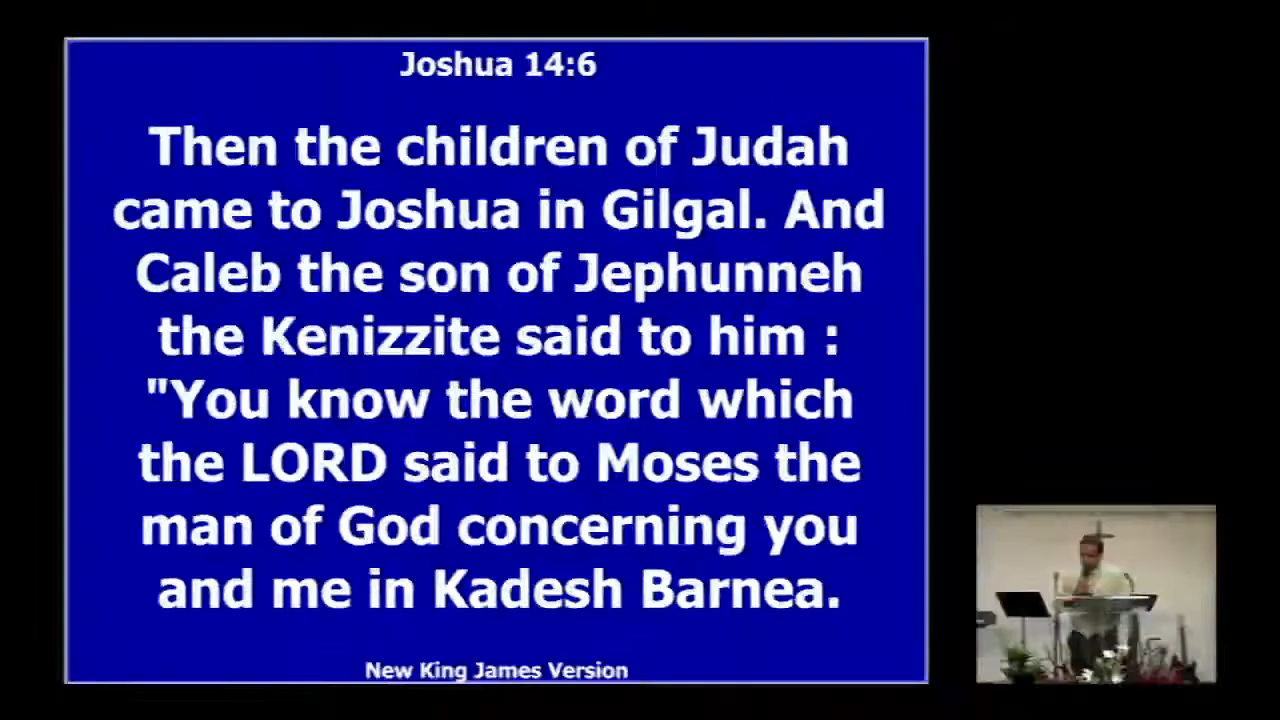 Joshua 14:6
Then the children of Judah
came to Joshua in Gilgal. And
Caleb the son of Jephunneh
the Kenizzite said to him :
"You know the word which
the LORD said to Moses the
man of God concerning you
and me in Kadesh Barnea.
New King James Version